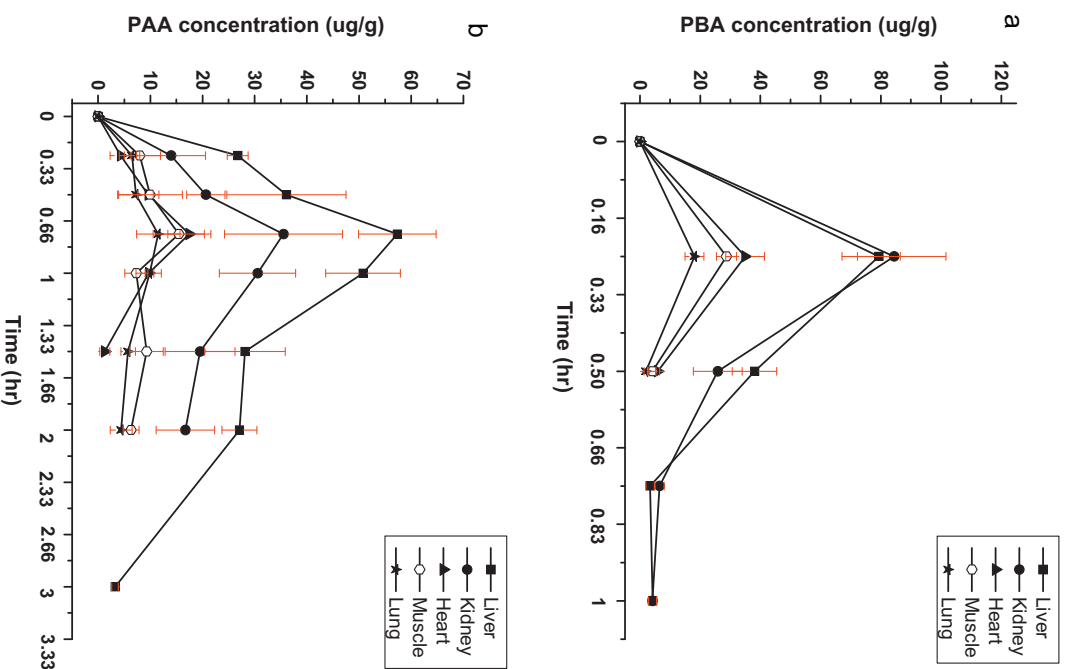 a
PBA concentration (ug/g)
120
100
80
60
40
20
0
0
0.16
0.33
0.50
0.66
0.83
1
Time (hr)
Liver
Kidney
Heart
Muscle
Lung
b
PAA concentration (ug/g)
70
60
50
40
30
20
10
0
0
0.33
0.66
1
1.33
1.66
2
2.33
2.66
3
3.33
Time (hr)
Liver
Kidney
Heart
Muscle
Lung